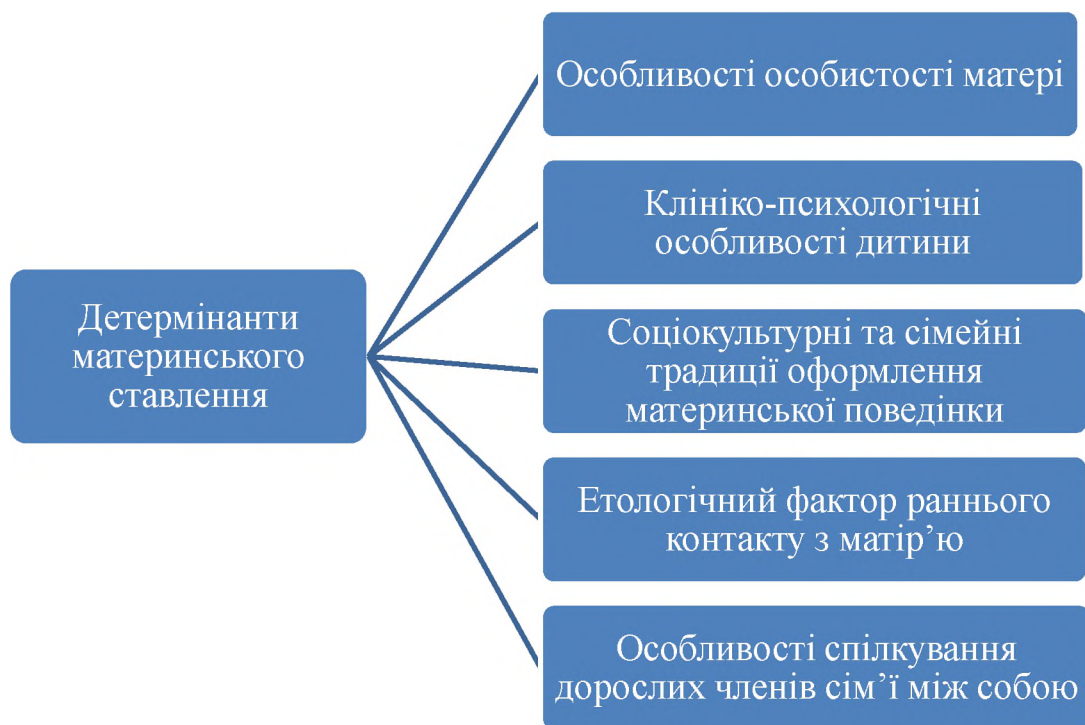 Особливості особистості матері
Клініко-психологічні
особливості дитини
Детермінанти
материнського
ставлення
Соціокультурні та сімейні
традиції оформлення
материнської поведінки
Етологічний фактор раннього
контакту з матір’ю
Особливості спілкування
дорослих членів сім’ї між собою